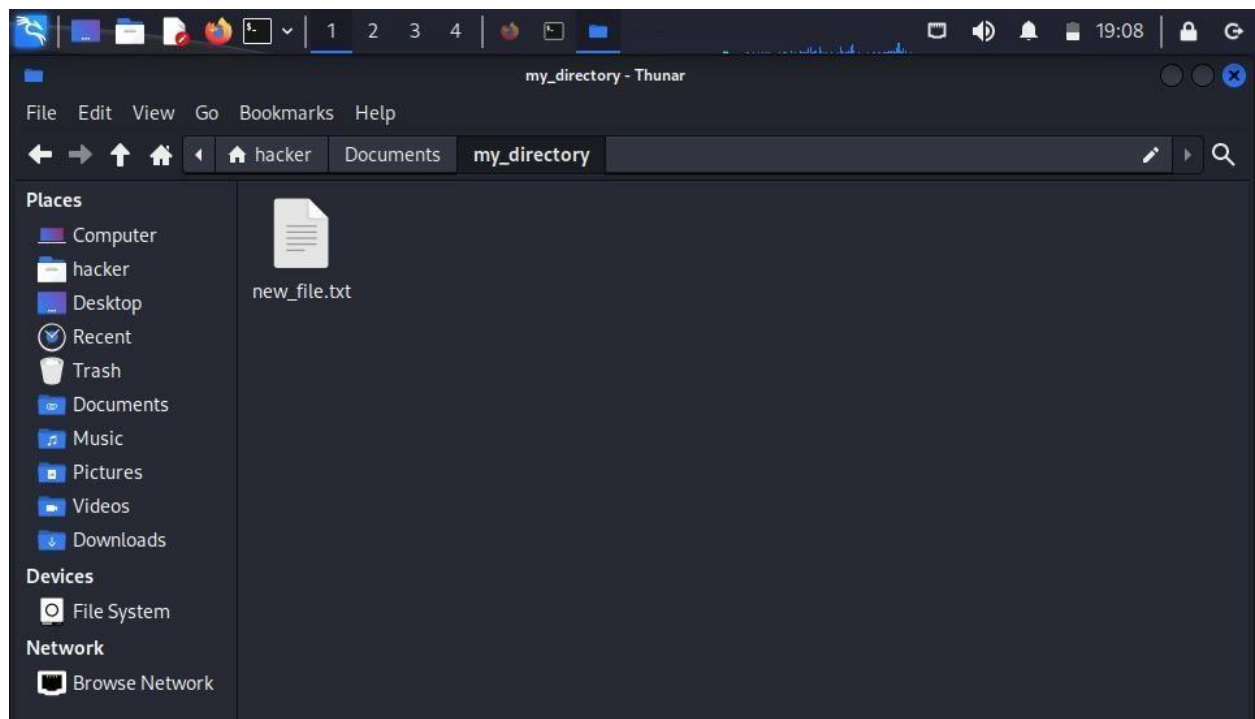 1 2 3 4 19:08
my_directory - Thunar
File Edit View Go Bookmarks Help
hacker Documents my_directory
Places
Computer
hacker
Desktop
Recent
Trash
Documents
Music
Pictures
Videos
Downloads
Devices
File System
Network
Browse Network
new_file.txt